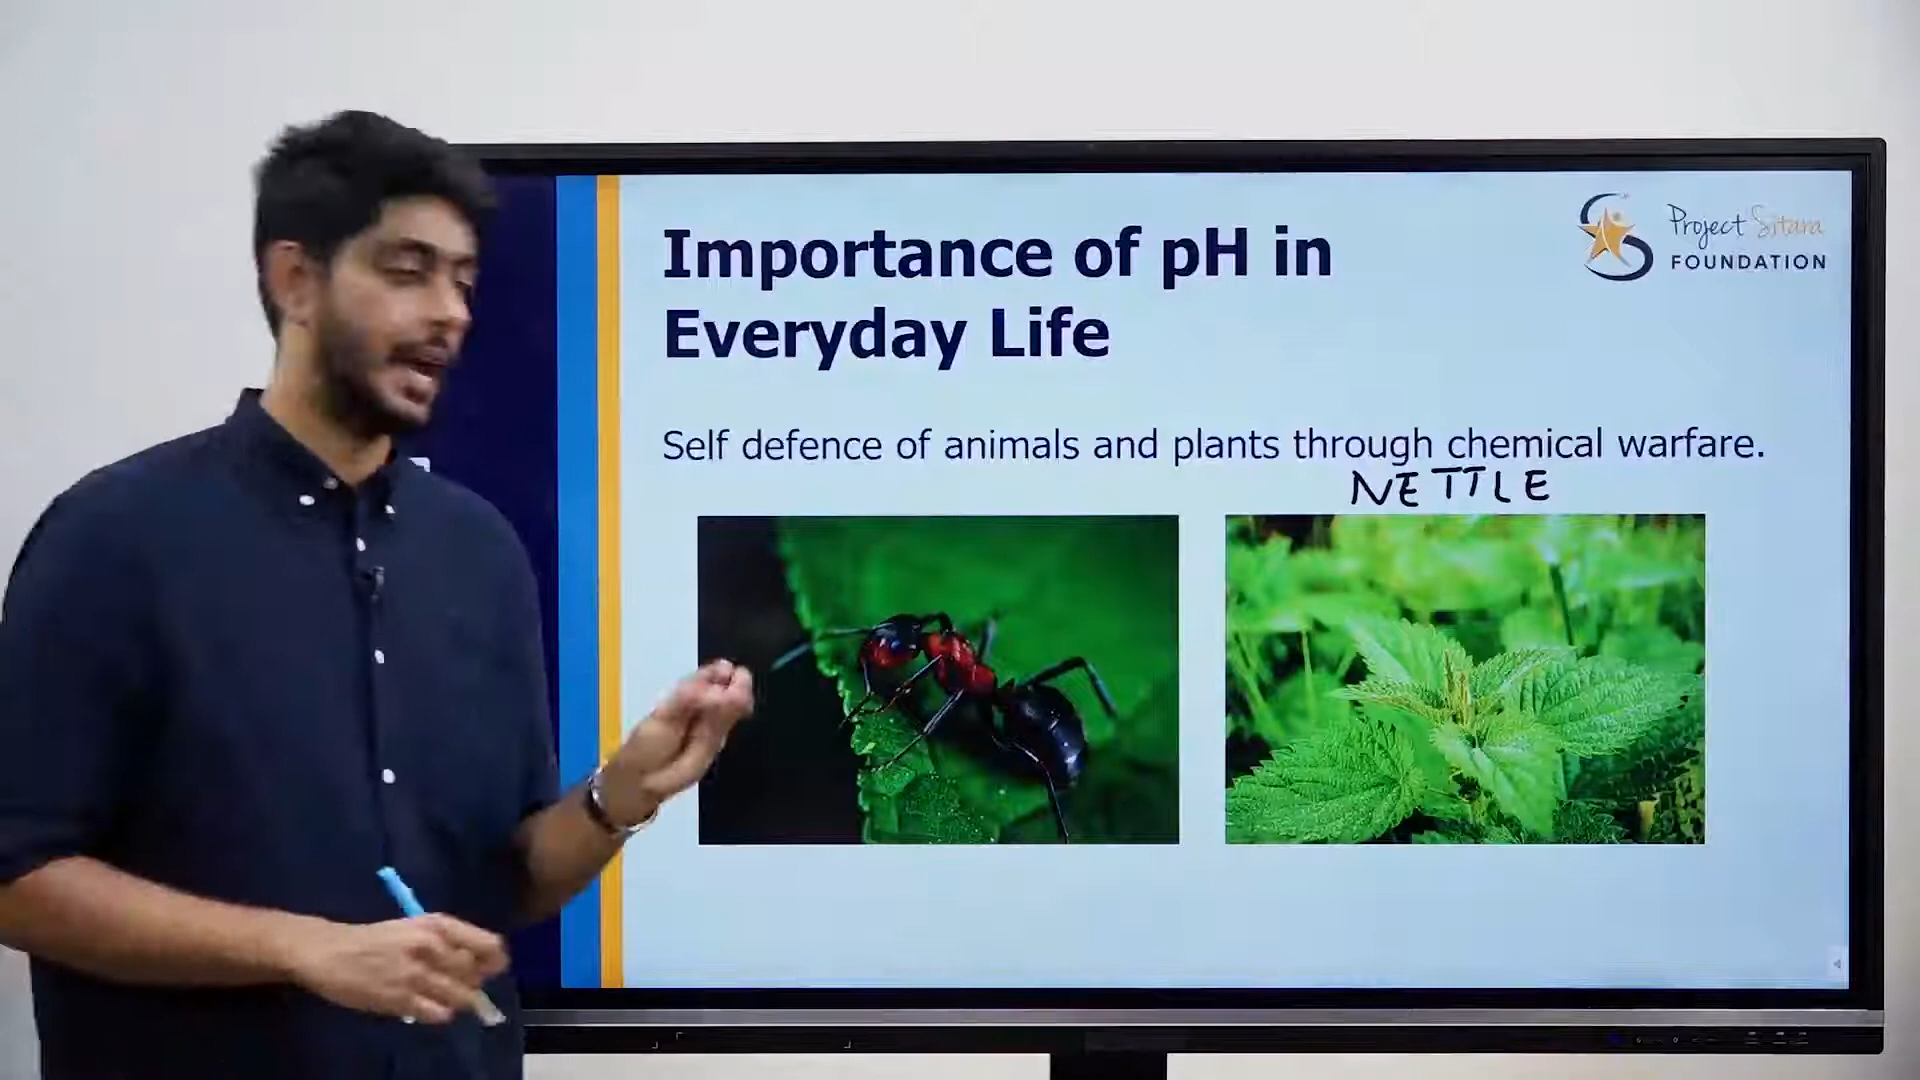 Importance of pH in
Everyday Life
Project Sitara
FOUNDATION
Self defence of animals and plants through chemical warfare.
NETTLE